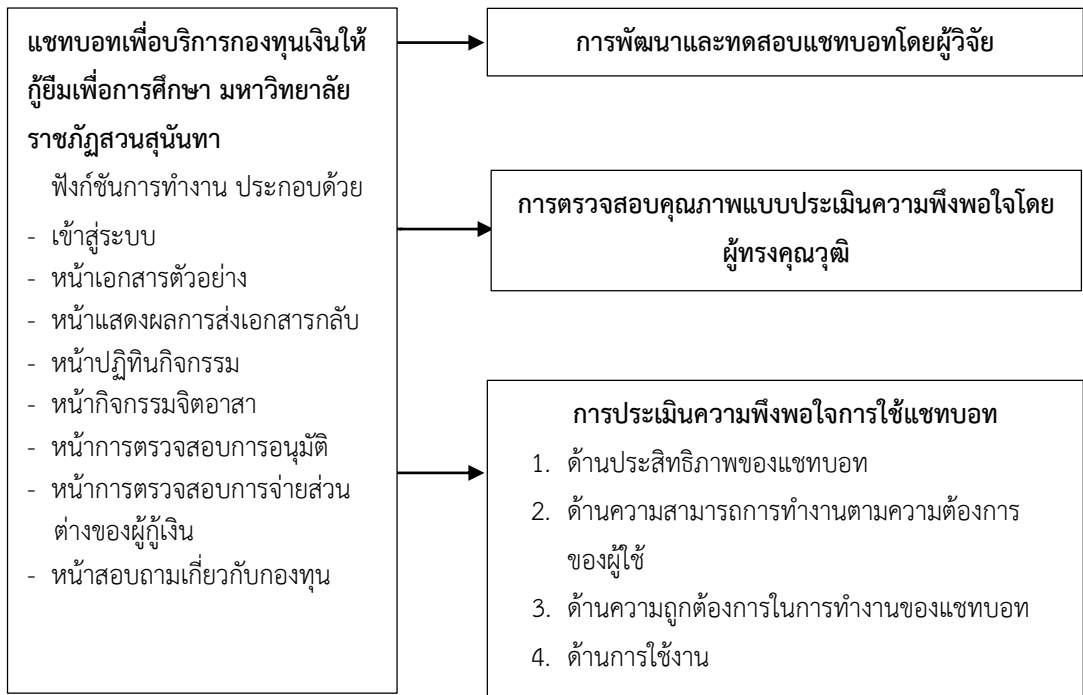 แชทบอทเพื่อบริการกองทุนเงินให้
กู้ยืมเพื่อการศึกษา มหาวิทยาลัย
ราชภัฏสวนสุนันทา
ฟังก์ชันการทำงาน ประกอบด้วย
- เข้าสู่ระบบ
- หน้าเอกสารตัวอย่าง
- หน้าแสดงผลการส่งเอกสารกลับ
- หน้าปฏิทินกิจกรรม
- หน้ากิจกรรมจิตอาสา
- หน้าการตรวจสอบการอนุมัติ
- หน้าการตรวจสอบการจ่ายส่วน
ต่างของผู้กู้เงิน
- หน้าสอบถามเกี่ยวกับกองทุน
การพัฒนาและทดสอบแชทบอทโดยผู้วิจัย
การตรวจสอบคุณภาพแบบประเมินความพึงพอใจโดย
ผู้ทรงคุณวุฒิ
การประเมินความพึงพอใจการใช้แชทบอท
1. ด้านประสิทธิภาพของแชทบอท
2. ด้านความสามารถการทำงานตามความต้องการ
ของผู้ใช้
3. ด้านความถูกต้องการในการทำงานของแชทบอท
4. ด้านการใช้งาน